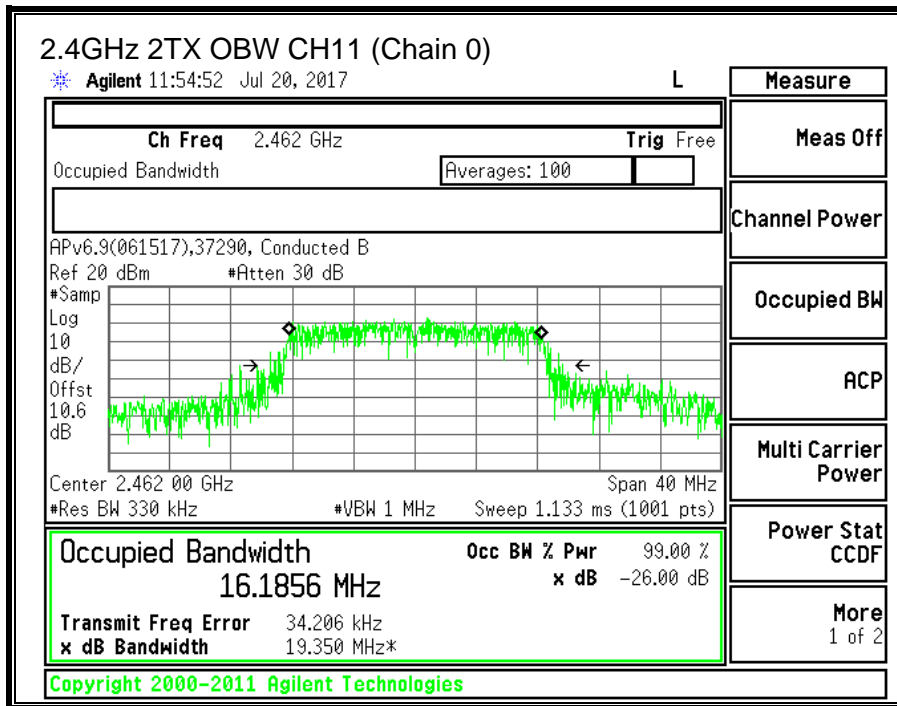 2.4GHz 2TX OBW CH11 (Chain 0)
Agilent 11:54:52 Jul 20, 2017 L
Measure
Ch Freq 2.462 GHz Trig Free
Meas Off
Occupied Bandwidth Averages: 100
Channel Power
APv6.9(061517),37290, Conducted B
Ref 20 dBm #Atten 30 dB
#Samp
Log
10
dB/
Offst
10.6
dB
Occupied BW
ACP
Center 2.462 00 GHz Span 40 MHz
#Res BW 330 kHz #VBW 1 MHz Sweep 1.133 ms (1001 pts)
Multi Carrier
Power
Occupied Bandwidth Occ BW % Pwr 99.00 %
16.1856 MHz x dB -26.00 dB
Power Stat
CCDF
Transmit Freq Error 34.206 kHz
x dB Bandwidth 19.350 MHz*
More
1 of 2
Copyright 2000-2011 Agilent Technologies